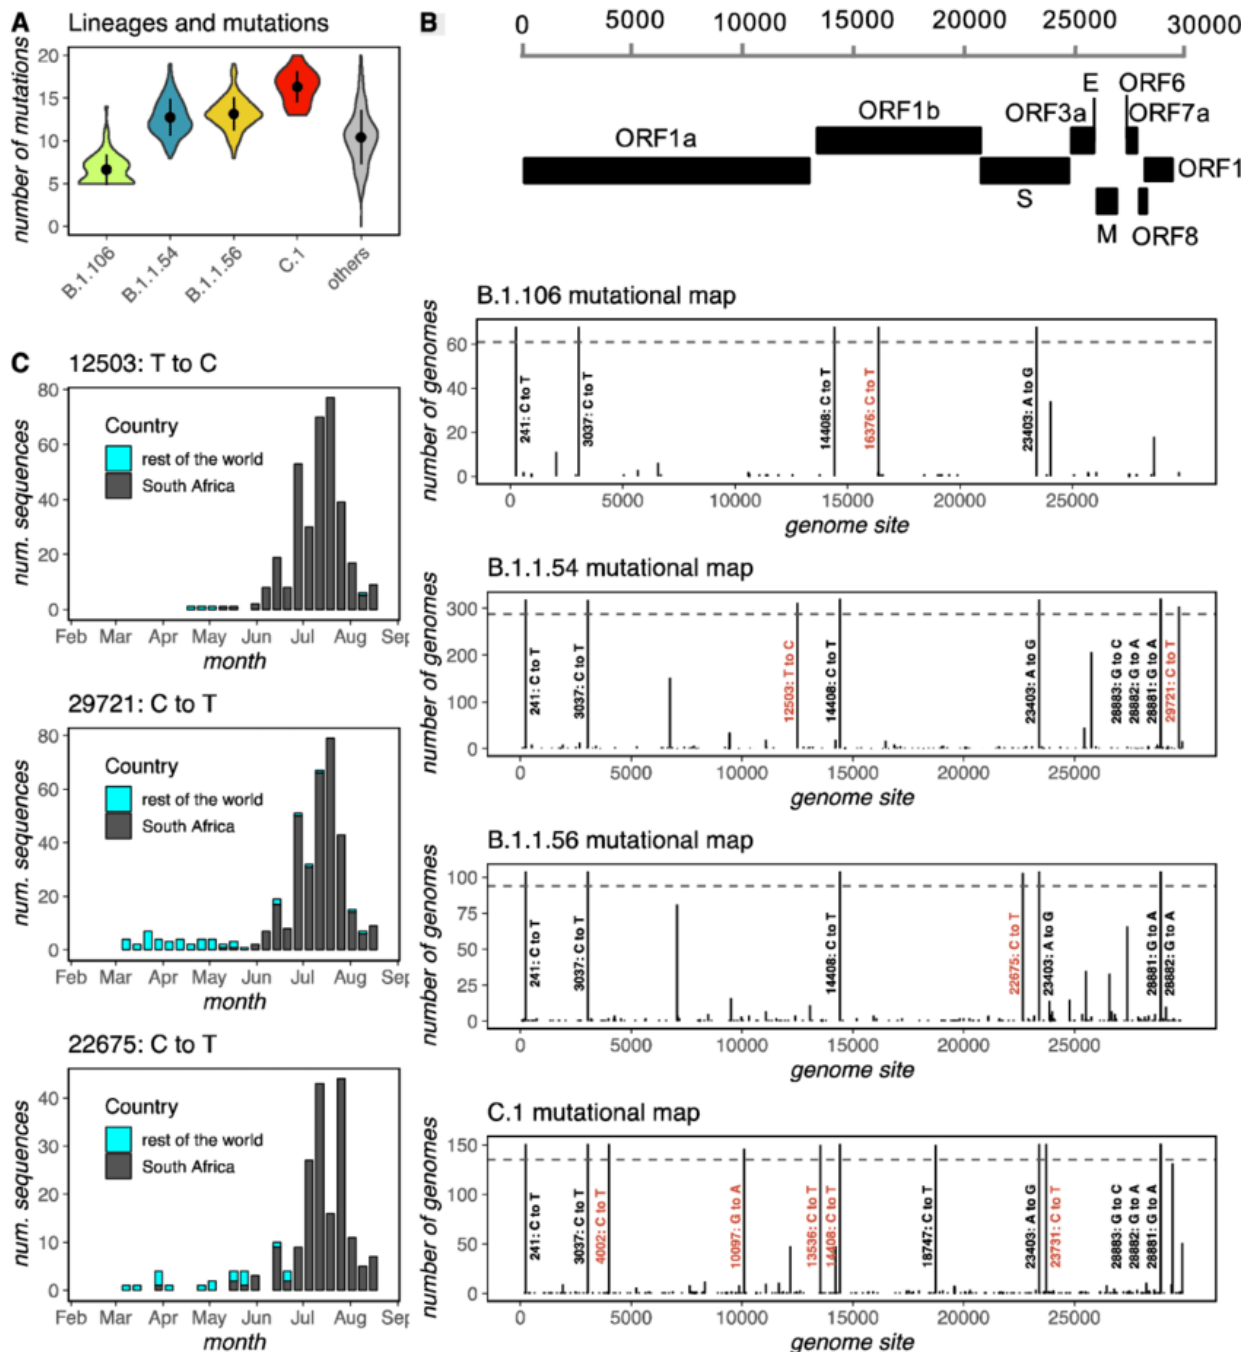 A Lineages and mutations
number of mutations
20
15
10
5
0
B.1.106
B.1.1.54
B.1.1.56
C.1
others
B
0 5000 10000 15000 20000 25000 30000
E ORF6
ORF1b ORF3a ORF7a
ORF1a
ORF1
S
M ORF8
B.1.106 mutational map
number of genomes
60
40
20
0
241: C to T
3037: C to T
14408: C to T
16376: C to T
23403: A to G
0 5000 10000 15000 20000 25000
genome site
B.1.1.54 mutational map
number of genomes
300
200
100
0
241: C to T
3037: C to T
12503: T to C
14408: C to T
23403: A to G
28883: G to C
28882: G to A
28881: G to A
29721: C to T
0 5000 10000 15000 20000 25000
genome site
B.1.1.56 mutational map
number of genomes
100
75
50
25
0
241: C to T
3037: C to T
14408: C to T
22675: C to T
23403: A to G
28881: G to A
28882: G to A
0 5000 10000 15000 20000 25000
genome site
C.1 mutational map
number of genomes
150
100
50
0
241: C to T
3037: C to T
4002: C to T
10097: G to A
13536: C to T
14408: C to T
18747: C to T
23403: A to G
23731: C to T
28883: G to C
28882: G to A
28881: G to A
0 5000 10000 15000 20000 25000
genome site
C 12503: T to C
num. sequences
80
60
40
20
0
Country
rest of the world
South Africa
Feb Mar Apr May Jun Jul Aug Sep
month
29721: C to T
num. sequences
80
60
40
20
0
Country
rest of the world
South Africa
Feb Mar Apr May Jun Jul Aug Sep
month
22675: C to T
num. sequences
40
30
20
10
0
Country
rest of the world
South Africa
Feb Mar Apr May Jun Jul Aug Sep
month